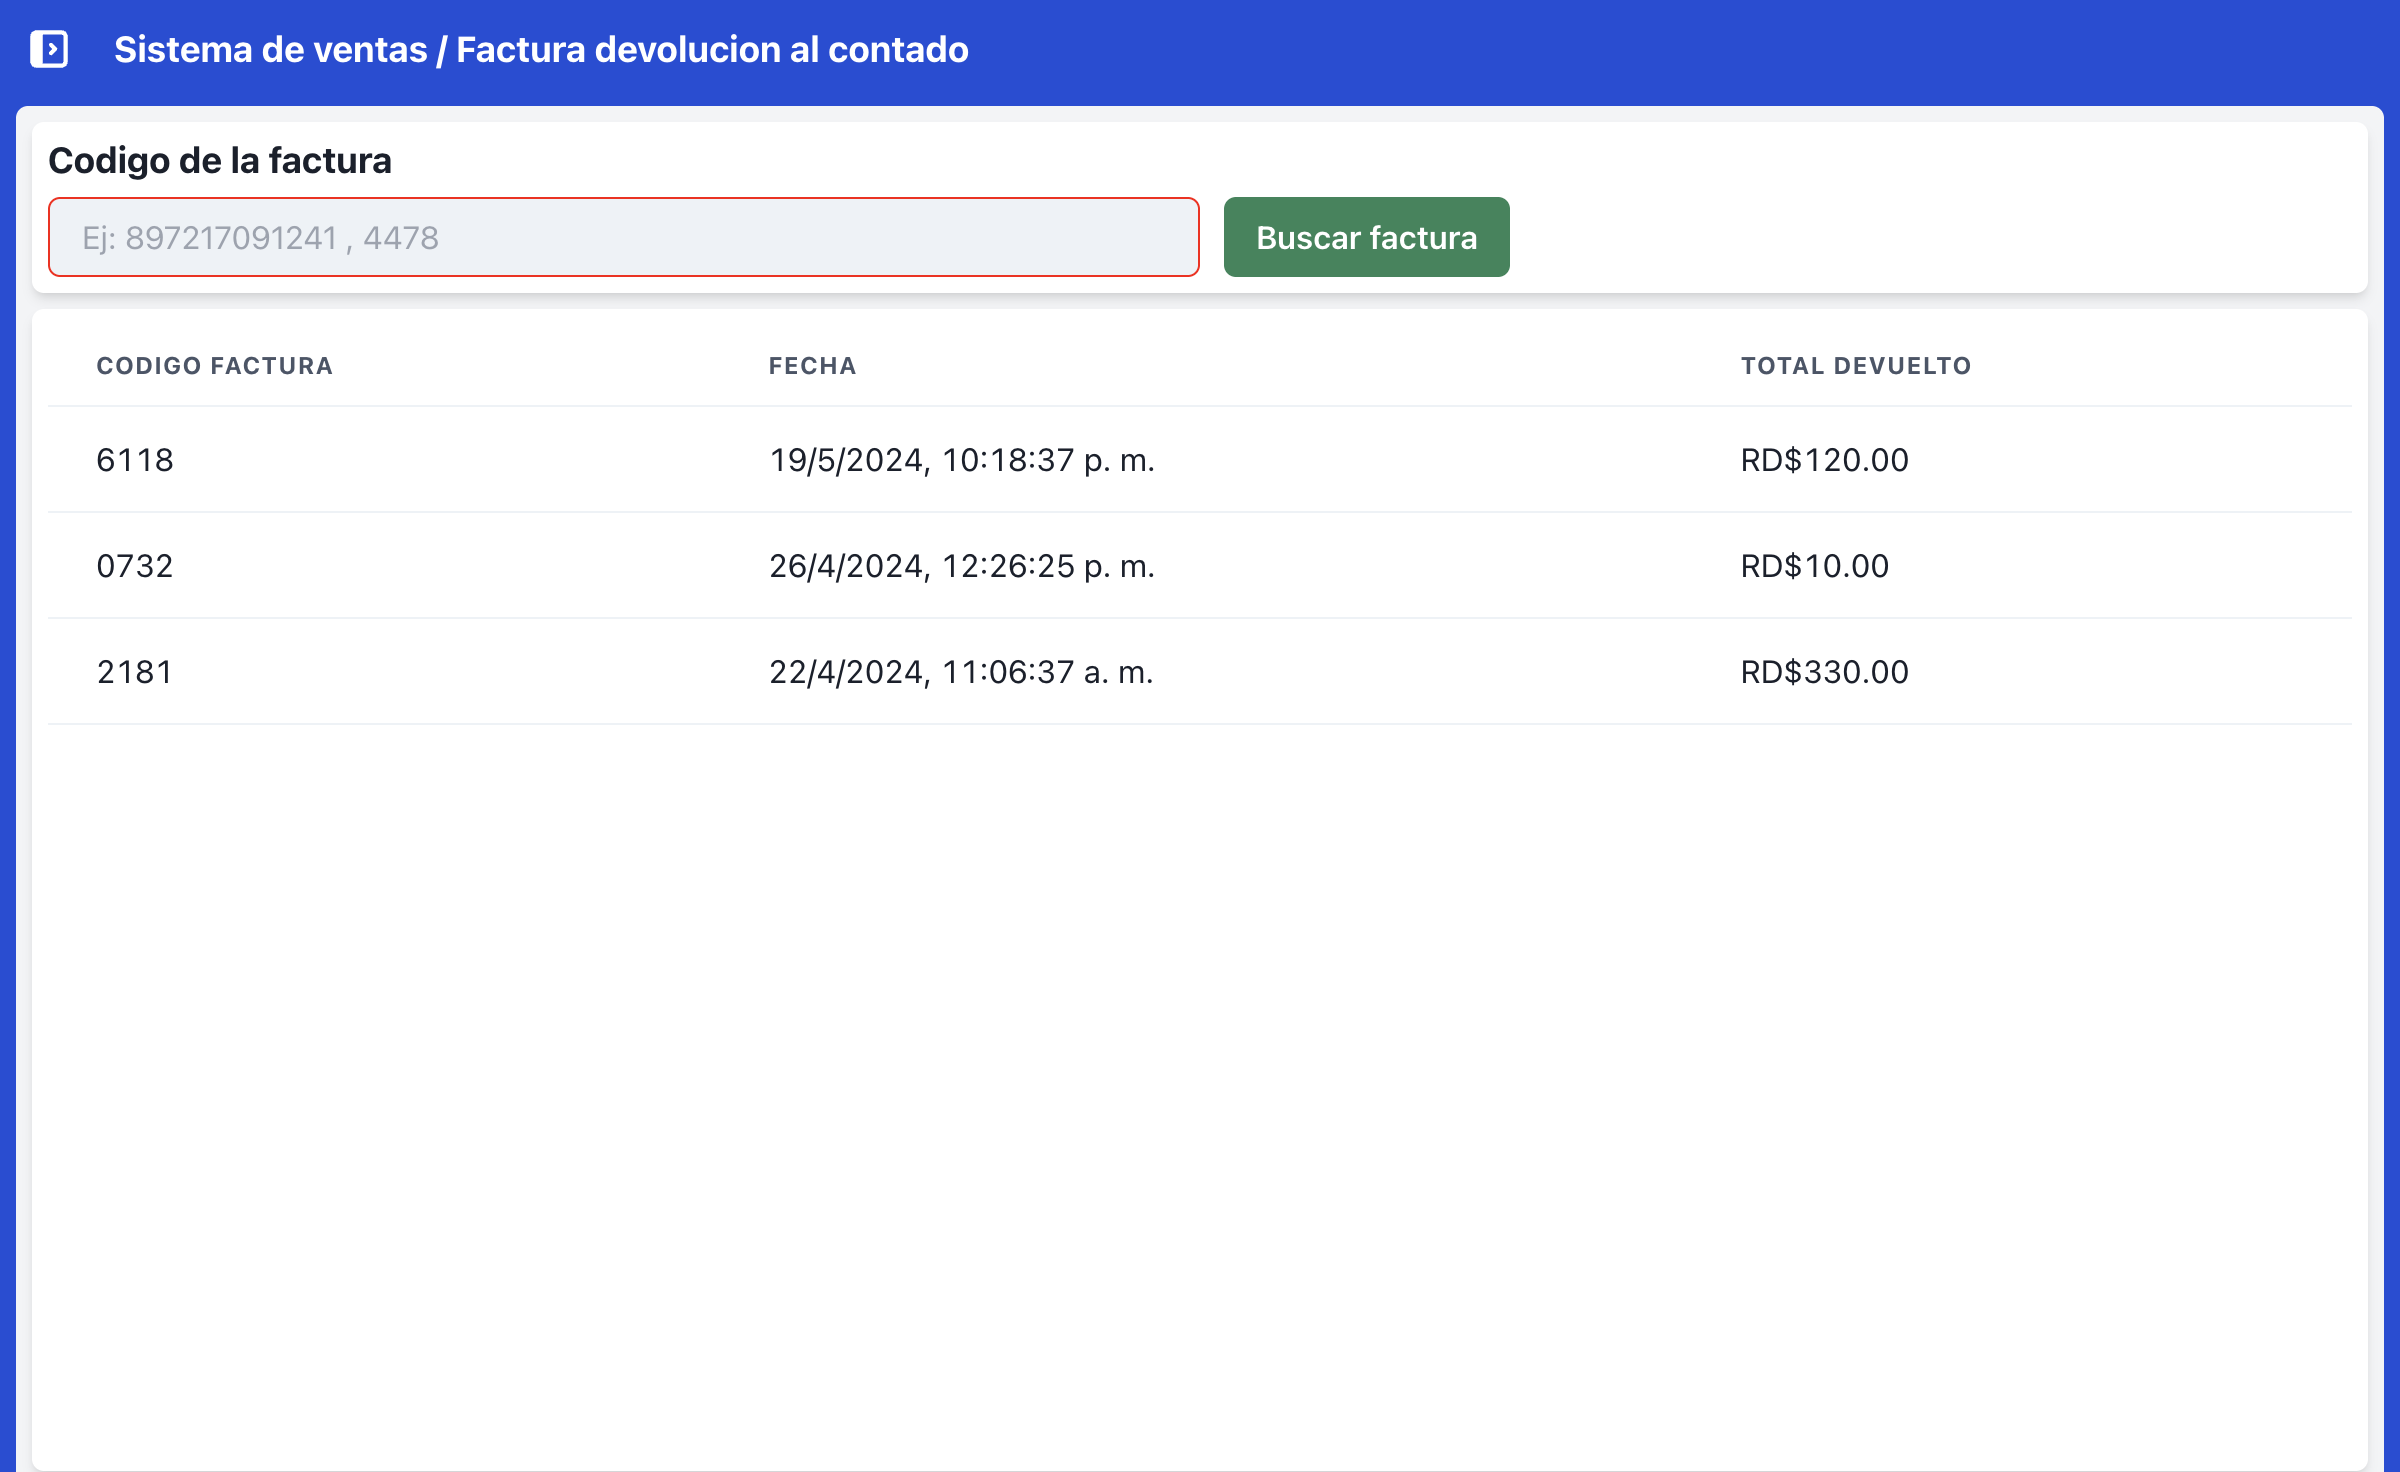 Sistema de ventas / Factura devolucion al contado
Codigo de la factura
Ej: 897217091241 , 4478
Buscar factura
CODIGO FACTURA FECHA TOTAL DEVUELTO
6118 19/5/2024, 10:18:37 p. m. RD$120.00
0732 26/4/2024, 12:26:25 p. m. RD$10.00
2181 22/4/2024, 11:06:37 a. m. RD$330.00